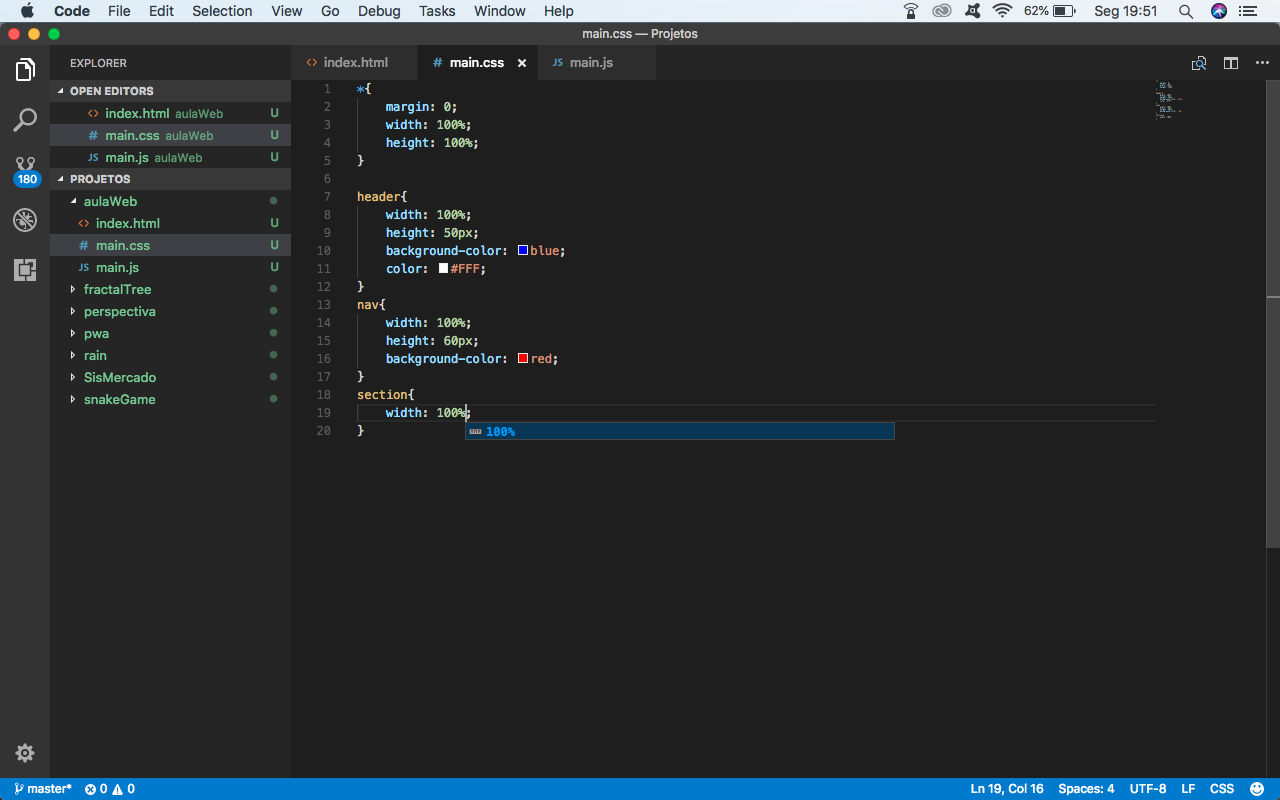 Code File Edit Selection View Go Debug Tasks Window Help 62% Seg 19:51
main.css — Projetos
EXPLORER
index.html main.css main.js
OPEN EDITORS
index.html aulaWeb U
main.css aulaWeb U
main.js aulaWeb U
180
PROJETOS
aulaWeb
index.html U
main.css U
JS main.js U
fractalTree
perspectiva
pwa
rain
SisMercado
snakeGame
1 *{
2 margin: 0;
3 width: 100%;
4 height: 100%;
5 }
6
7 header{
8 width: 100%;
9 height: 50px;
10 background-color: blue;
11 color: #FFF;
12 }
13 nav{
14 width: 100%;
15 height: 60px;
16 background-color: red;
17 }
18 section{
19 width: 100%;
100%
20 }
master* 0 0 Ln 19, Col 16 Spaces: 4 UTF-8 LF CSS